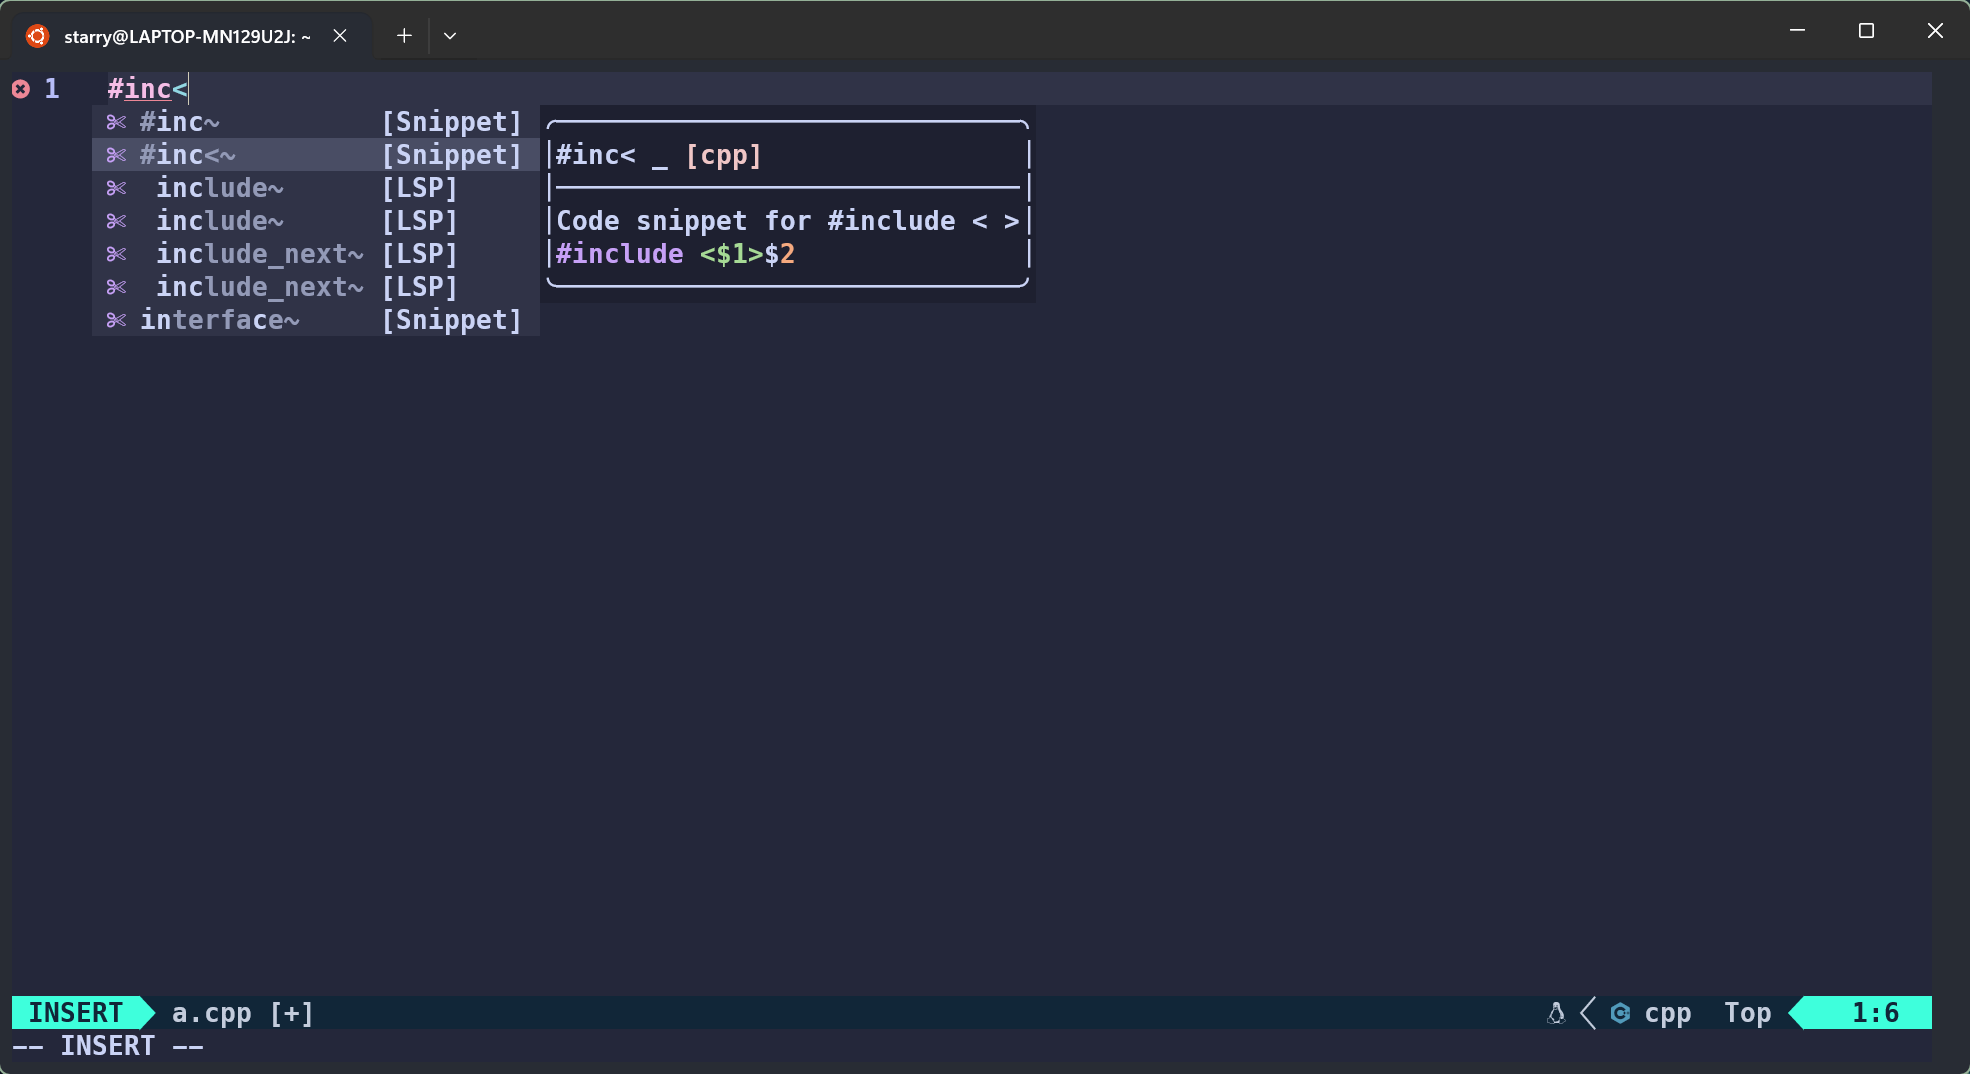 starry@LAPTOP-MN129U2J: ~
1 #inc<
#inc~ [Snippet]
#inc<~ [Snippet]
include~ [LSP]
include~ [LSP]
include_next~ [LSP]
include_next~ [LSP]
interface~ [Snippet]
#inc< _ [cpp]
Code snippet for #include < >
#include <$1>$2
INSERT a.cpp [+] cpp Top 1:6
-- INSERT --